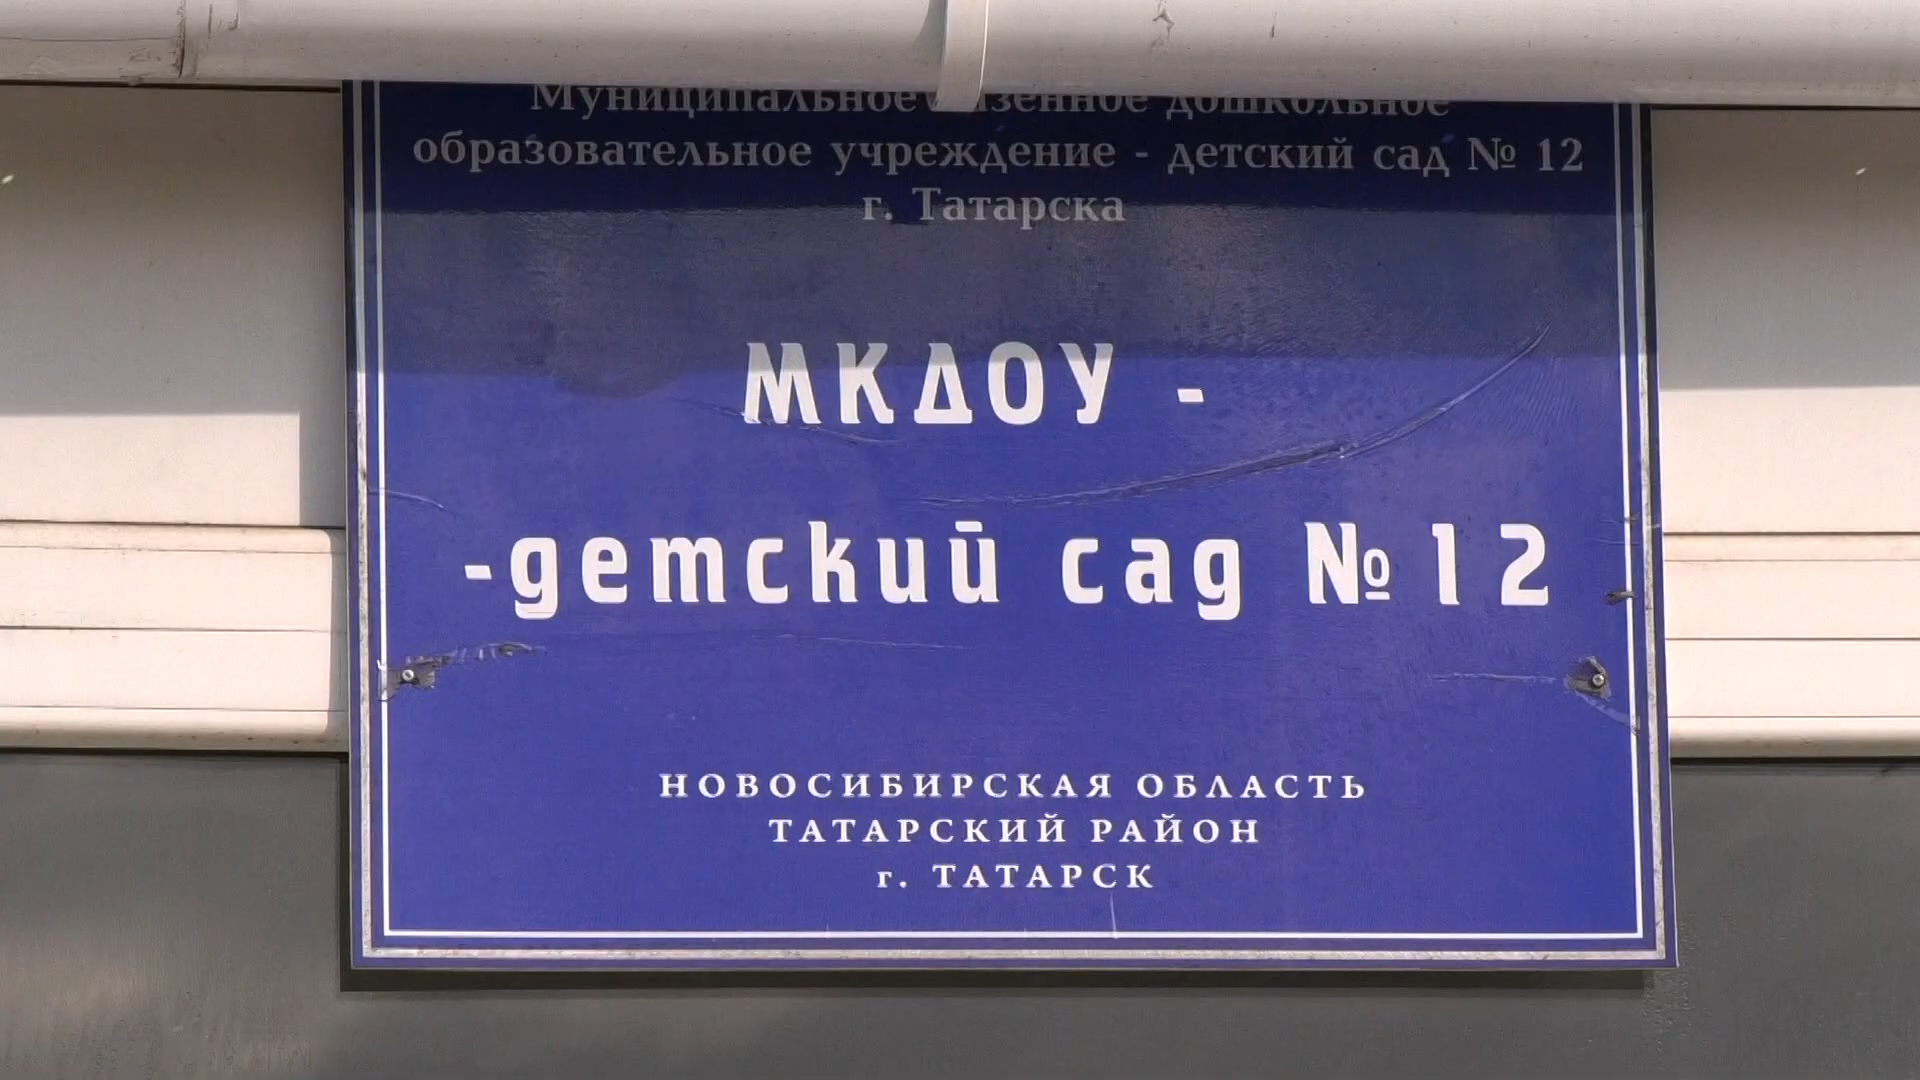 Муниципальное казенное дошкольное
образовательное учреждение - детский сад № 12
г. Татарска
МКДОУ -
-детский сад № 12
НОВОСИБИРСКАЯ ОБЛАСТЬ
ТАТАРСКИЙ РАЙОН
г. ТАТАРСК